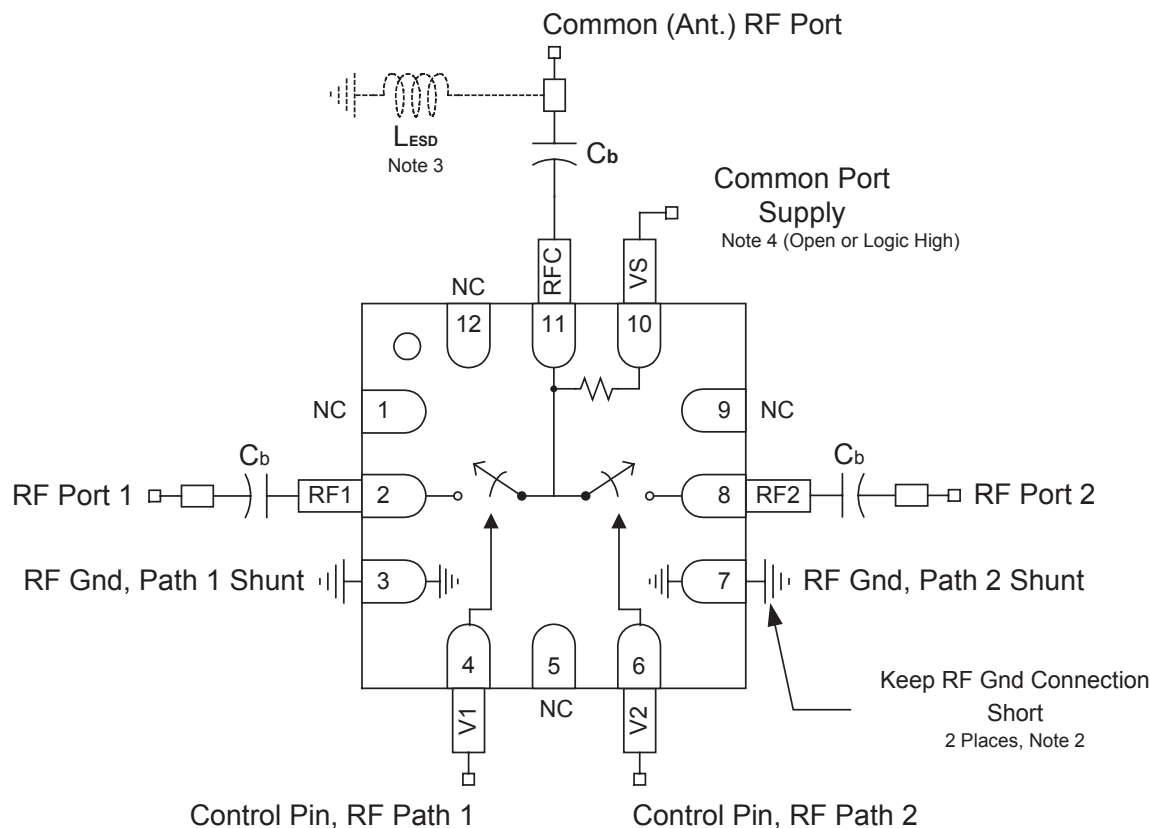 Common (Ant.) RF Port
LESD
Note 3
Cb
Common Port
Supply
Note 4 (Open or Logic High)
RFC
VS
NC
12
11
10
NC
1
9
NC
Cb
Cb
RF Port 1
RF1
2
8
RF2
RF Port 2
RF Gnd, Path 1 Shunt
3
7
RF Gnd, Path 2 Shunt
4
5
6
NC
V1
V2
Keep RF Gnd Connection
Short
2 Places, Note 2
Control Pin, RF Path 1
Control Pin, RF Path 2